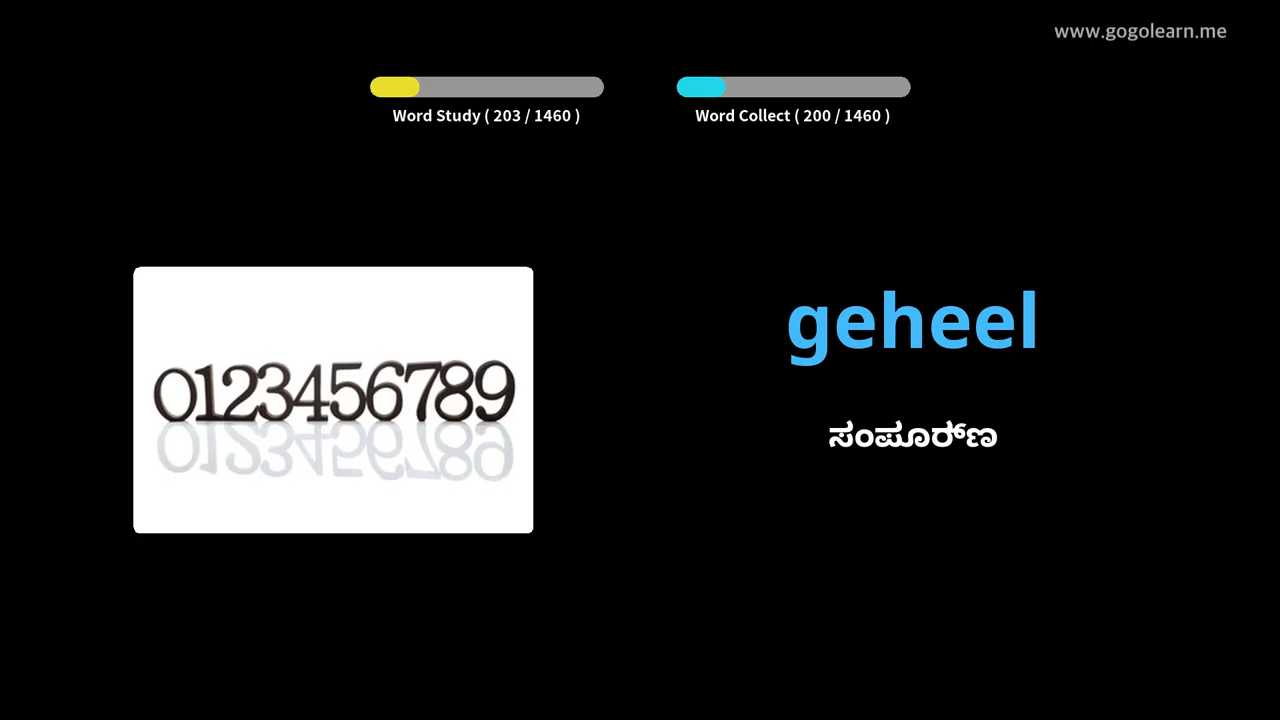 www.gogolearn.me
Word Study ( 203 / 1460 )
Word Collect ( 200 / 1460 )
0123456789
geheel
ಸಂಪೂರ್ಣ